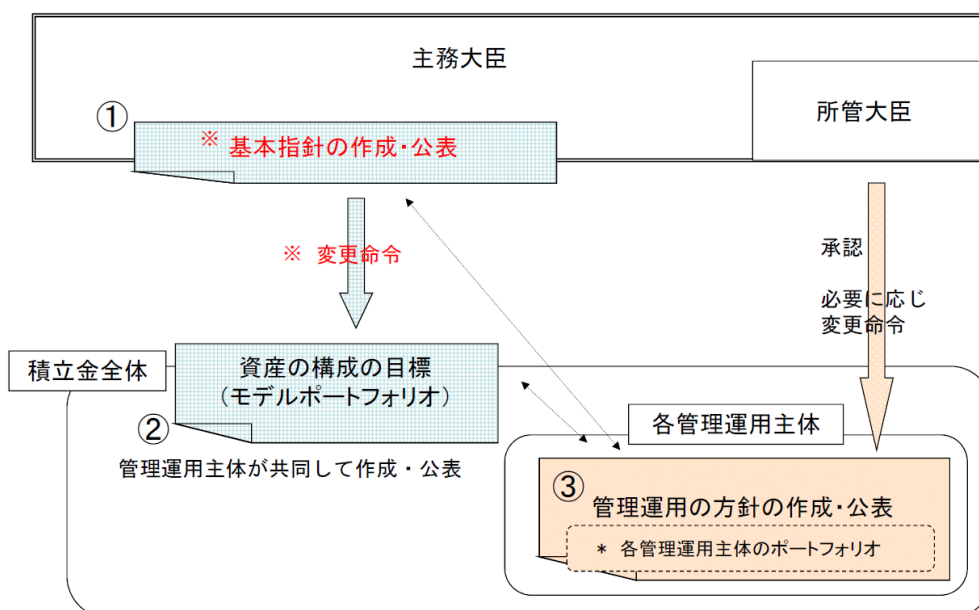 主務大臣
所管大臣
①
※ 基本指針の作成・公表
※ 変更命令
承認
必要に応じ
変更命令
積立金全体
資産の構成の目標
(モデルポートフォリオ)
②
管理運用主体が共同して作成・公表
各管理運用主体
③
管理運用の方針の作成・公表
* 各管理運用主体のポートフォリオ